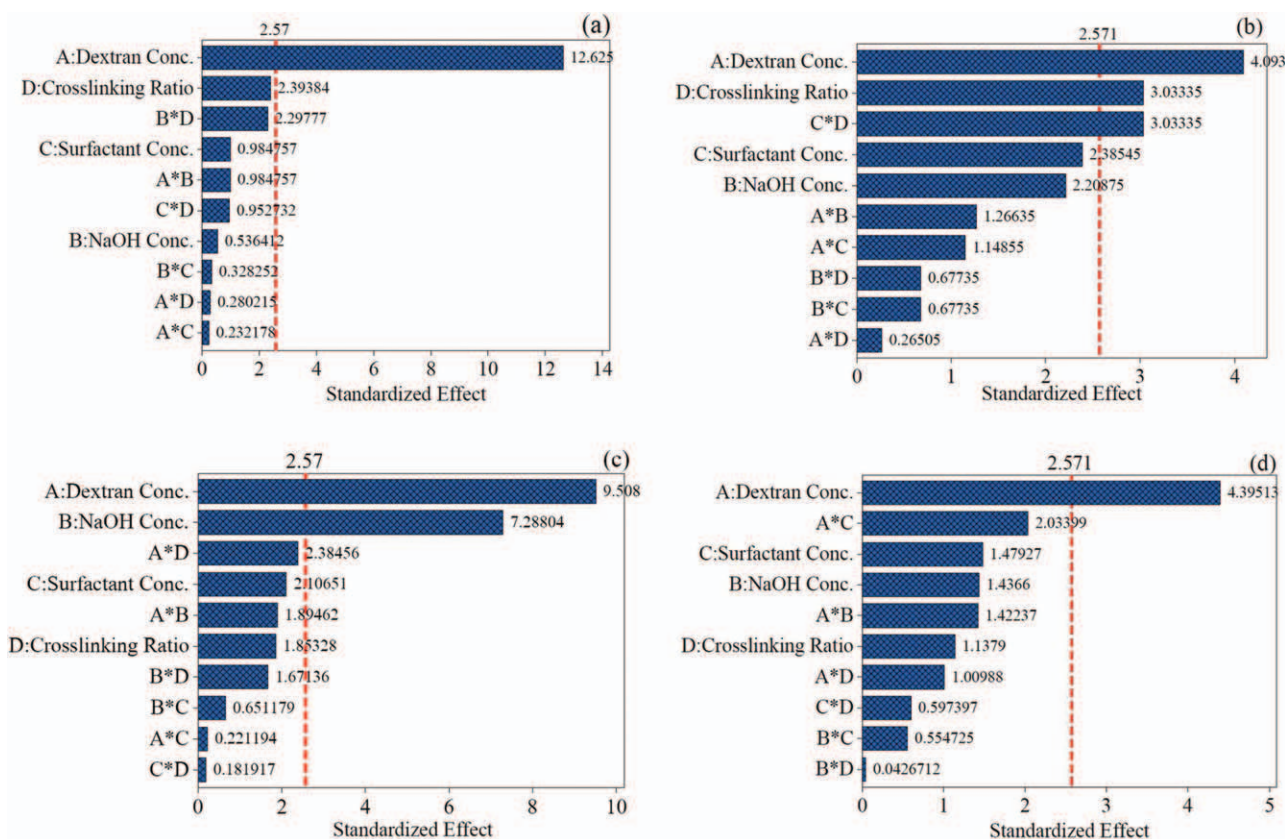 (a)
2.57
A:Dextran Conc. 12.625
D:Crosslinking Ratio 2.39384
B*D 2.29777
C:Surfactant Conc. 0.984757
A*B 0.984757
C*D 0.952732
B:NaOH Conc. 0.536412
B*C 0.328252
A*D 0.280215
A*C 0.232178
0 2 4 6 8 10 12 14
Standardized Effect
(b)
2.571
A:Dextran Conc. 4.093
D:Crosslinking Ratio 3.03335
C*D 3.03335
C:Surfactant Conc. 2.38545
B:NaOH Conc. 2.20875
A*B 1.26635
A*C 1.14855
B*D 0.67735
B*C 0.67735
A*D 0.26505
0 1 2 3 4
Standardized Effect
(c)
2.57
A:Dextran Conc. 9.508
B:NaOH Conc. 7.28804
A*D 2.38456
C:Surfactant Conc. 2.10651
A*B 1.89462
D:Crosslinking Ratio 1.85328
B*D 1.67136
B*C 0.651179
A*C 0.221194
C*D 0.181917
0 2 4 6 8 10
Standardized Effect
(d)
2.571
A:Dextran Conc. 4.39513
A*C 2.03399
C:Surfactant Conc. 1.47927
B:NaOH Conc. 1.4366
A*B 1.42237
D:Crosslinking Ratio 1.1379
A*D 1.00988
C*D 0.597397
B*C 0.554725
B*D 0.0426712
0 1 2 3 4 5
Standardized Effect